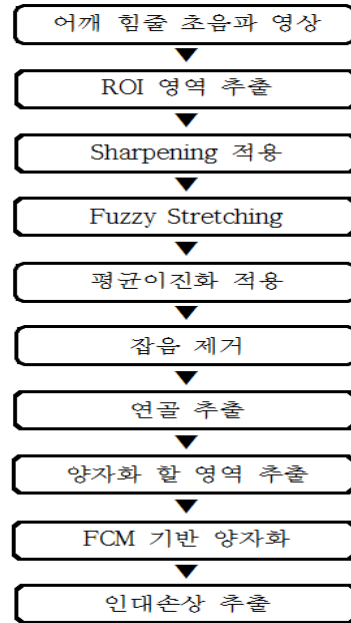 어깨 힘줄 초음파 영상
ROI 영역 추출
Sharpening 적용
Fuzzy Stretching
평균이진화 적용
잡음 제거
연골 추출
양자화 할 영역 추출
FCM 기반 양자화
인대손상 추출